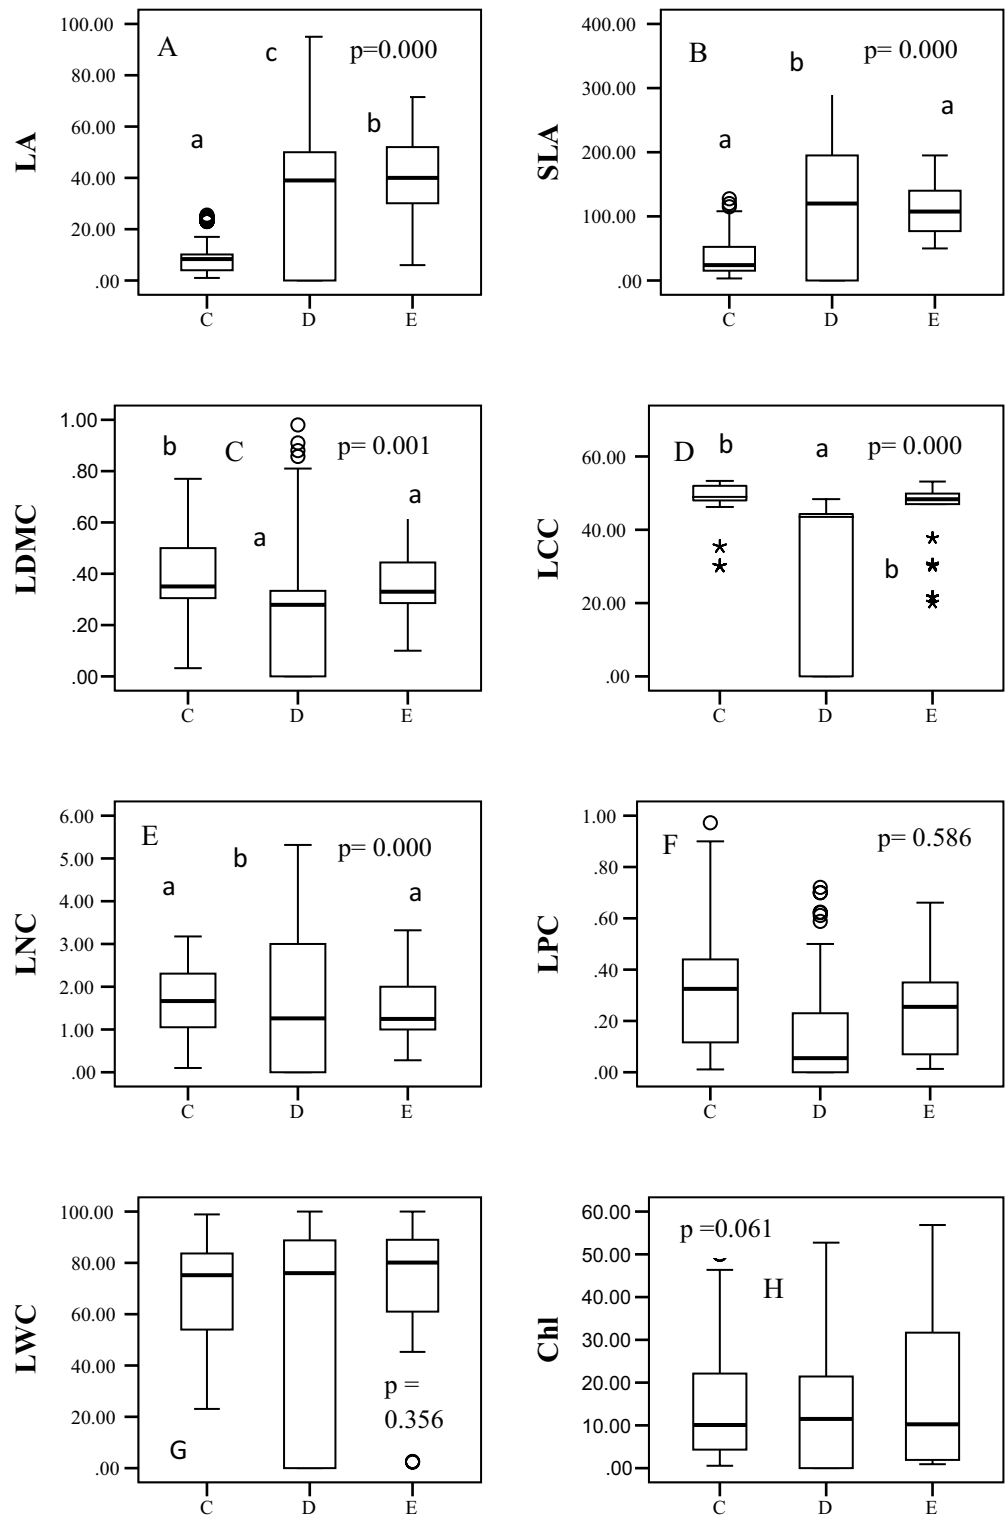 100.00
80.00
60.00
40.00
20.00
.00
LA
A
a
c
b
p=0.000
C
D
E
400.00
300.00
200.00
100.00
.00
SLA
B
a
b
a
p= 0.000
C
D
E
1.00
.80
.60
.40
.20
.00
LDMC
b
C
a
a
p= 0.001
C
D
E
60.00
40.00
20.00
.00
LCC
D
b
a
b
p= 0.000
C
D
E
6.00
5.00
4.00
3.00
2.00
1.00
.00
LNC
E
a
b
a
p= 0.000
C
D
E
1.00
.80
.60
.40
.20
.00
LPC
F
p= 0.586
C
D
E
100.00
80.00
60.00
40.00
20.00
.00
LWC
G
p =
0.356
C
D
E
60.00
50.00
40.00
30.00
20.00
10.00
.00
Chl
p =0.061
H
C
D
E